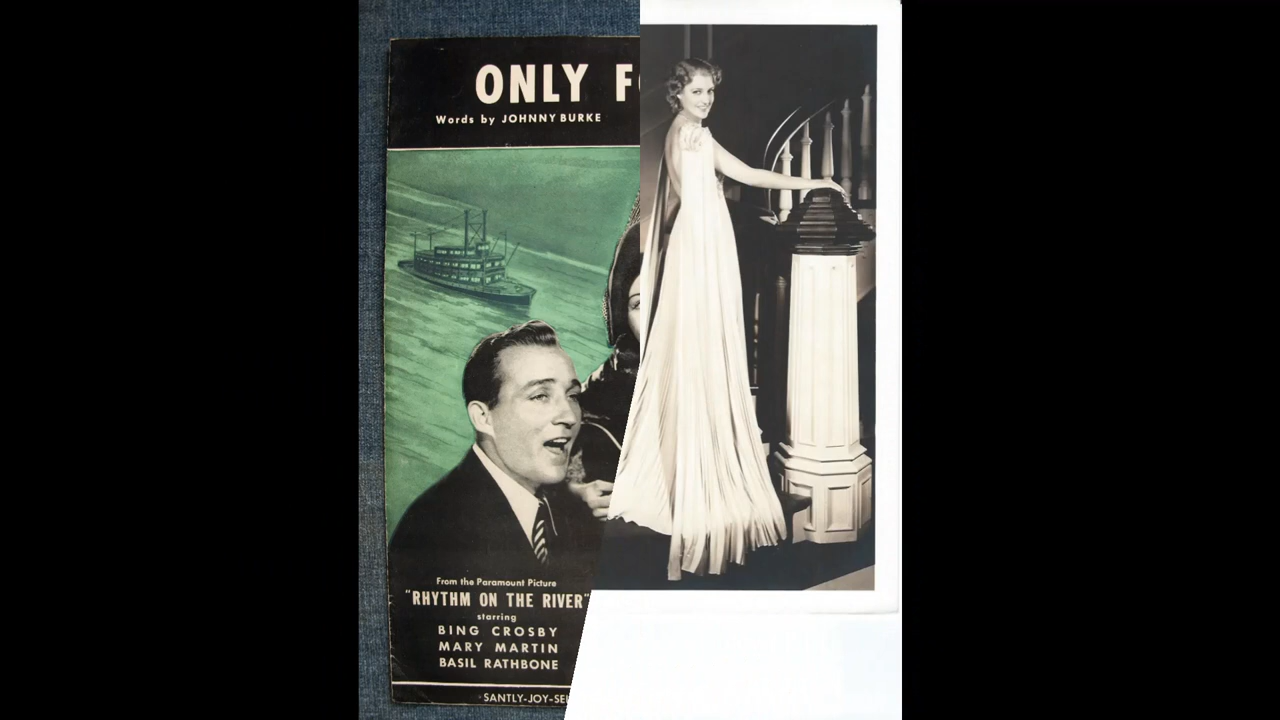 ONLY
Words by JOHNNY BURKE
From the Paramount Picture
"RHYTHM ON THE RIVER"
starring
BING CROSBY
MARY MARTIN
BASIL RATHBONE
SANTLY-JOY-